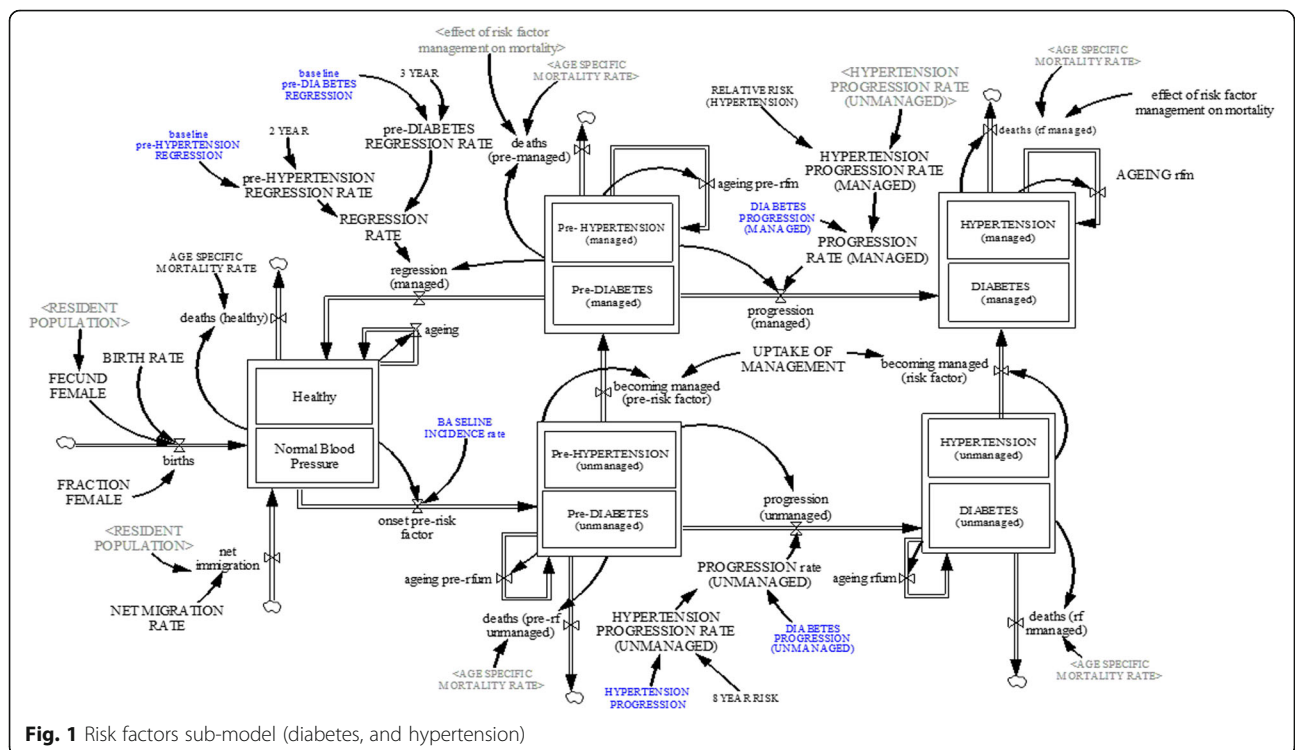 <effect of risk factor
management on mortality>
<AGE SPECIFIC
MORTALITY RATE>
baseline
pre-DIABETES
REGRESSION
3 YEAR
<AGE SPECIFIC
MORTALITY RATE>
<HYPERTENSION
PROGRESSION RATE
(UNMANAGED)>
RELATIVE RISK
(HYPERTENSION)
effect of risk factor
management on mortality
baseline
pre-HYPERTENSION
REGRESSION
2 YEAR
pre-DIABETES
REGRESSION RATE
deaths
(pre-managed)
deaths (rf managed)
pre-HYPERTENSION
REGRESSION RATE
HYPERTENSION
PROGRESSION RATE
(MANAGED)
ageing pre-rfm
AGEING rfm
REGRESSION
RATE
DIABETES
PROGRESSION
(MANAGED)
PROGRESSION
RATE (MANAGED)
Pre-HYPERTENSION
(managed)
Pre-DIABETES
(managed)
HYPERTENSION
(managed)
DIABETES
(managed)
AGE SPECIFIC
MORTALITY RATE
regression
(managed)
progression
(managed)
<RESIDENT
POPULATION>
deaths (healthy)
ageing
BIRTH RATE
FECUND
FEMALE
UPTAKE OF
MANAGEMENT
becoming managed
(pre-risk factor)
becoming managed
(risk factor)
Healthy
Normal Blood
Pressure
BASELINE
INCIDENCE rate
births
FRACTION
FEMALE
Pre-HYPERTENSION
(unmanaged)
Pre-DIABETES
(unmanaged)
HYPERTENSION
(unmanaged)
DIABETES
(unmanaged)
onset pre-risk
factor
progression
(unmanaged)
<RESIDENT
POPULATION>
net
immigration
NET MIGRATION
RATE
ageing pre-rfum
PROGRESSION rate
(UNMANAGED)
ageing rfum
deaths (pre-rf
unmanaged)
HYPERTENSION
PROGRESSION RATE
(UNMANAGED)
DIABETES
PROGRESSION
(UNMANAGED)
deaths (rf
nmanaged)
<AGE SPECIFIC
MORTALITY RATE>
HYPERTENSION
PROGRESSION
8 YEAR RISK
<AGE SPECIFIC
MORTALITY RATE>
Fig. 1 Risk factors sub-model (diabetes, and hypertension)